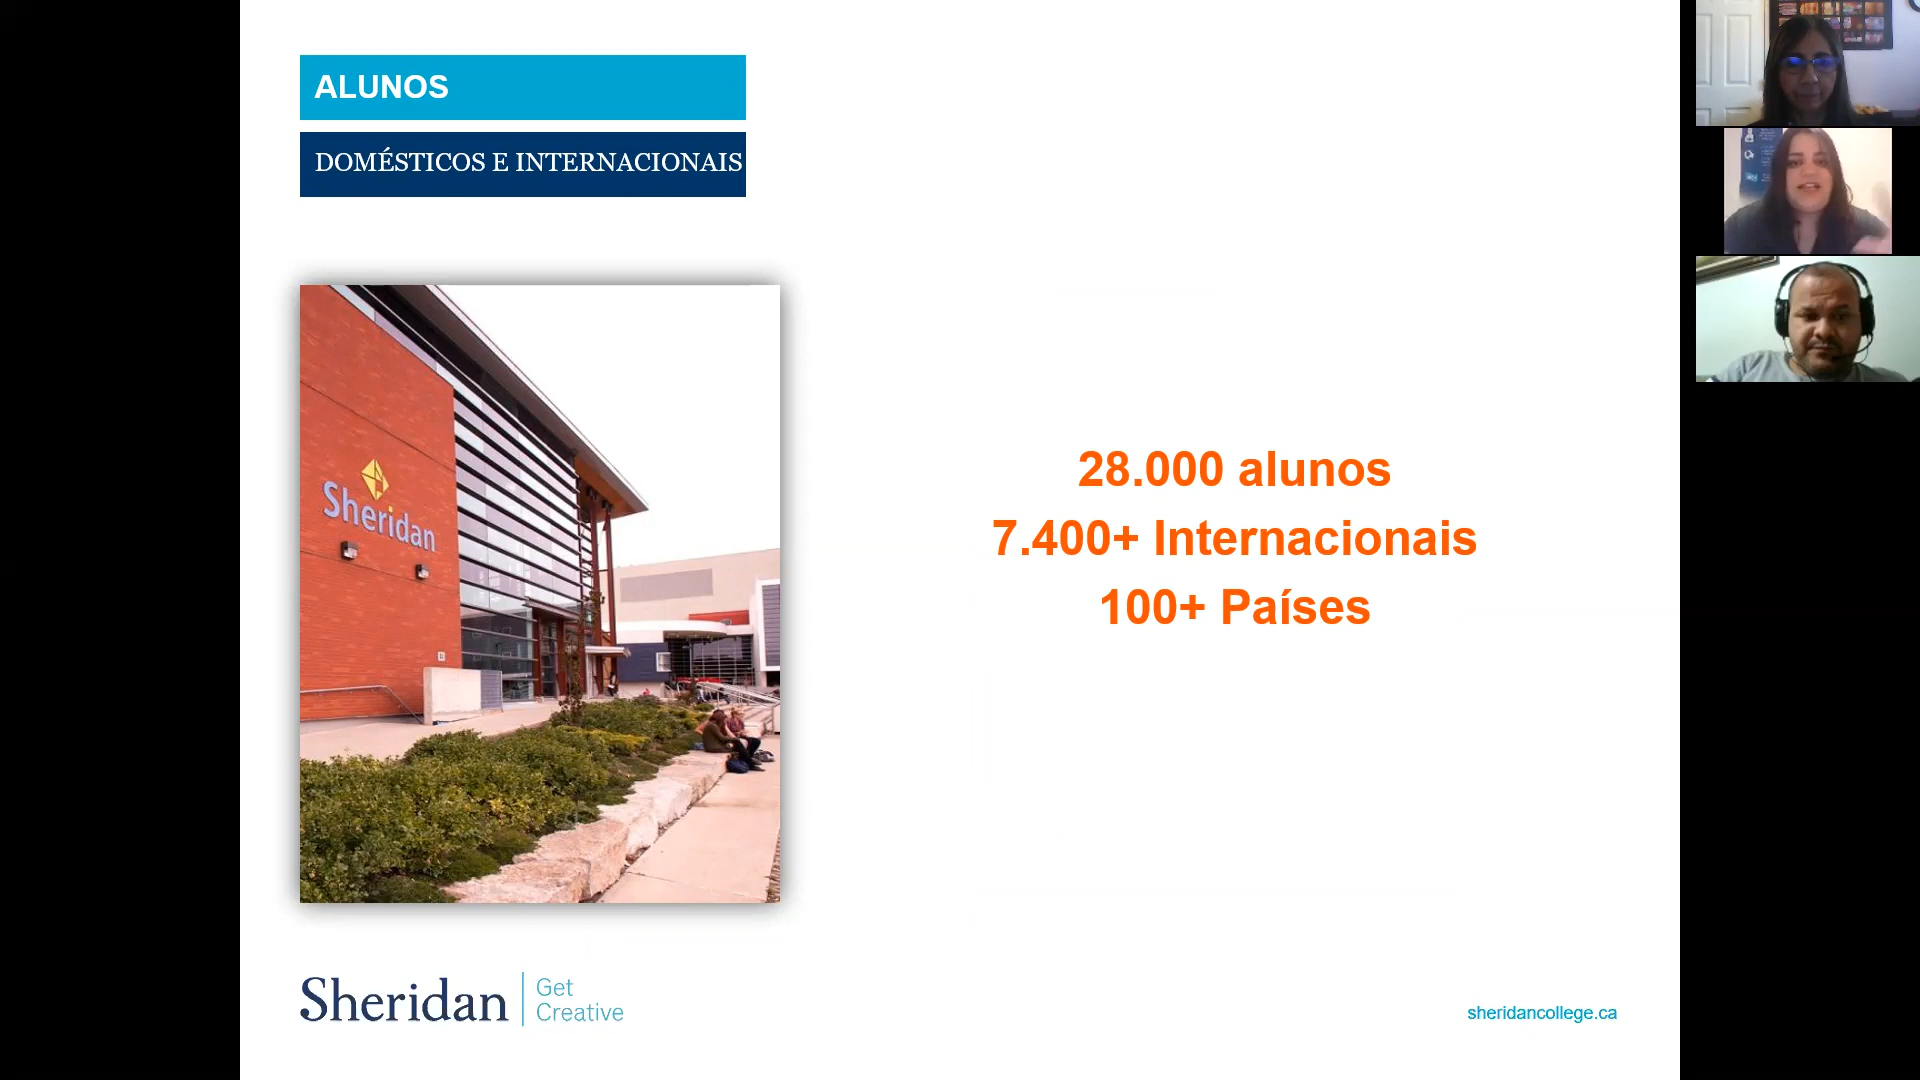 ALUNOS
DOMÉSTICOS E INTERNACIONAIS
Sheridan
28.000 alunos
7.400+ Internacionais
100+ Países
Sheridan
Get
Creative
sheridancollege.ca